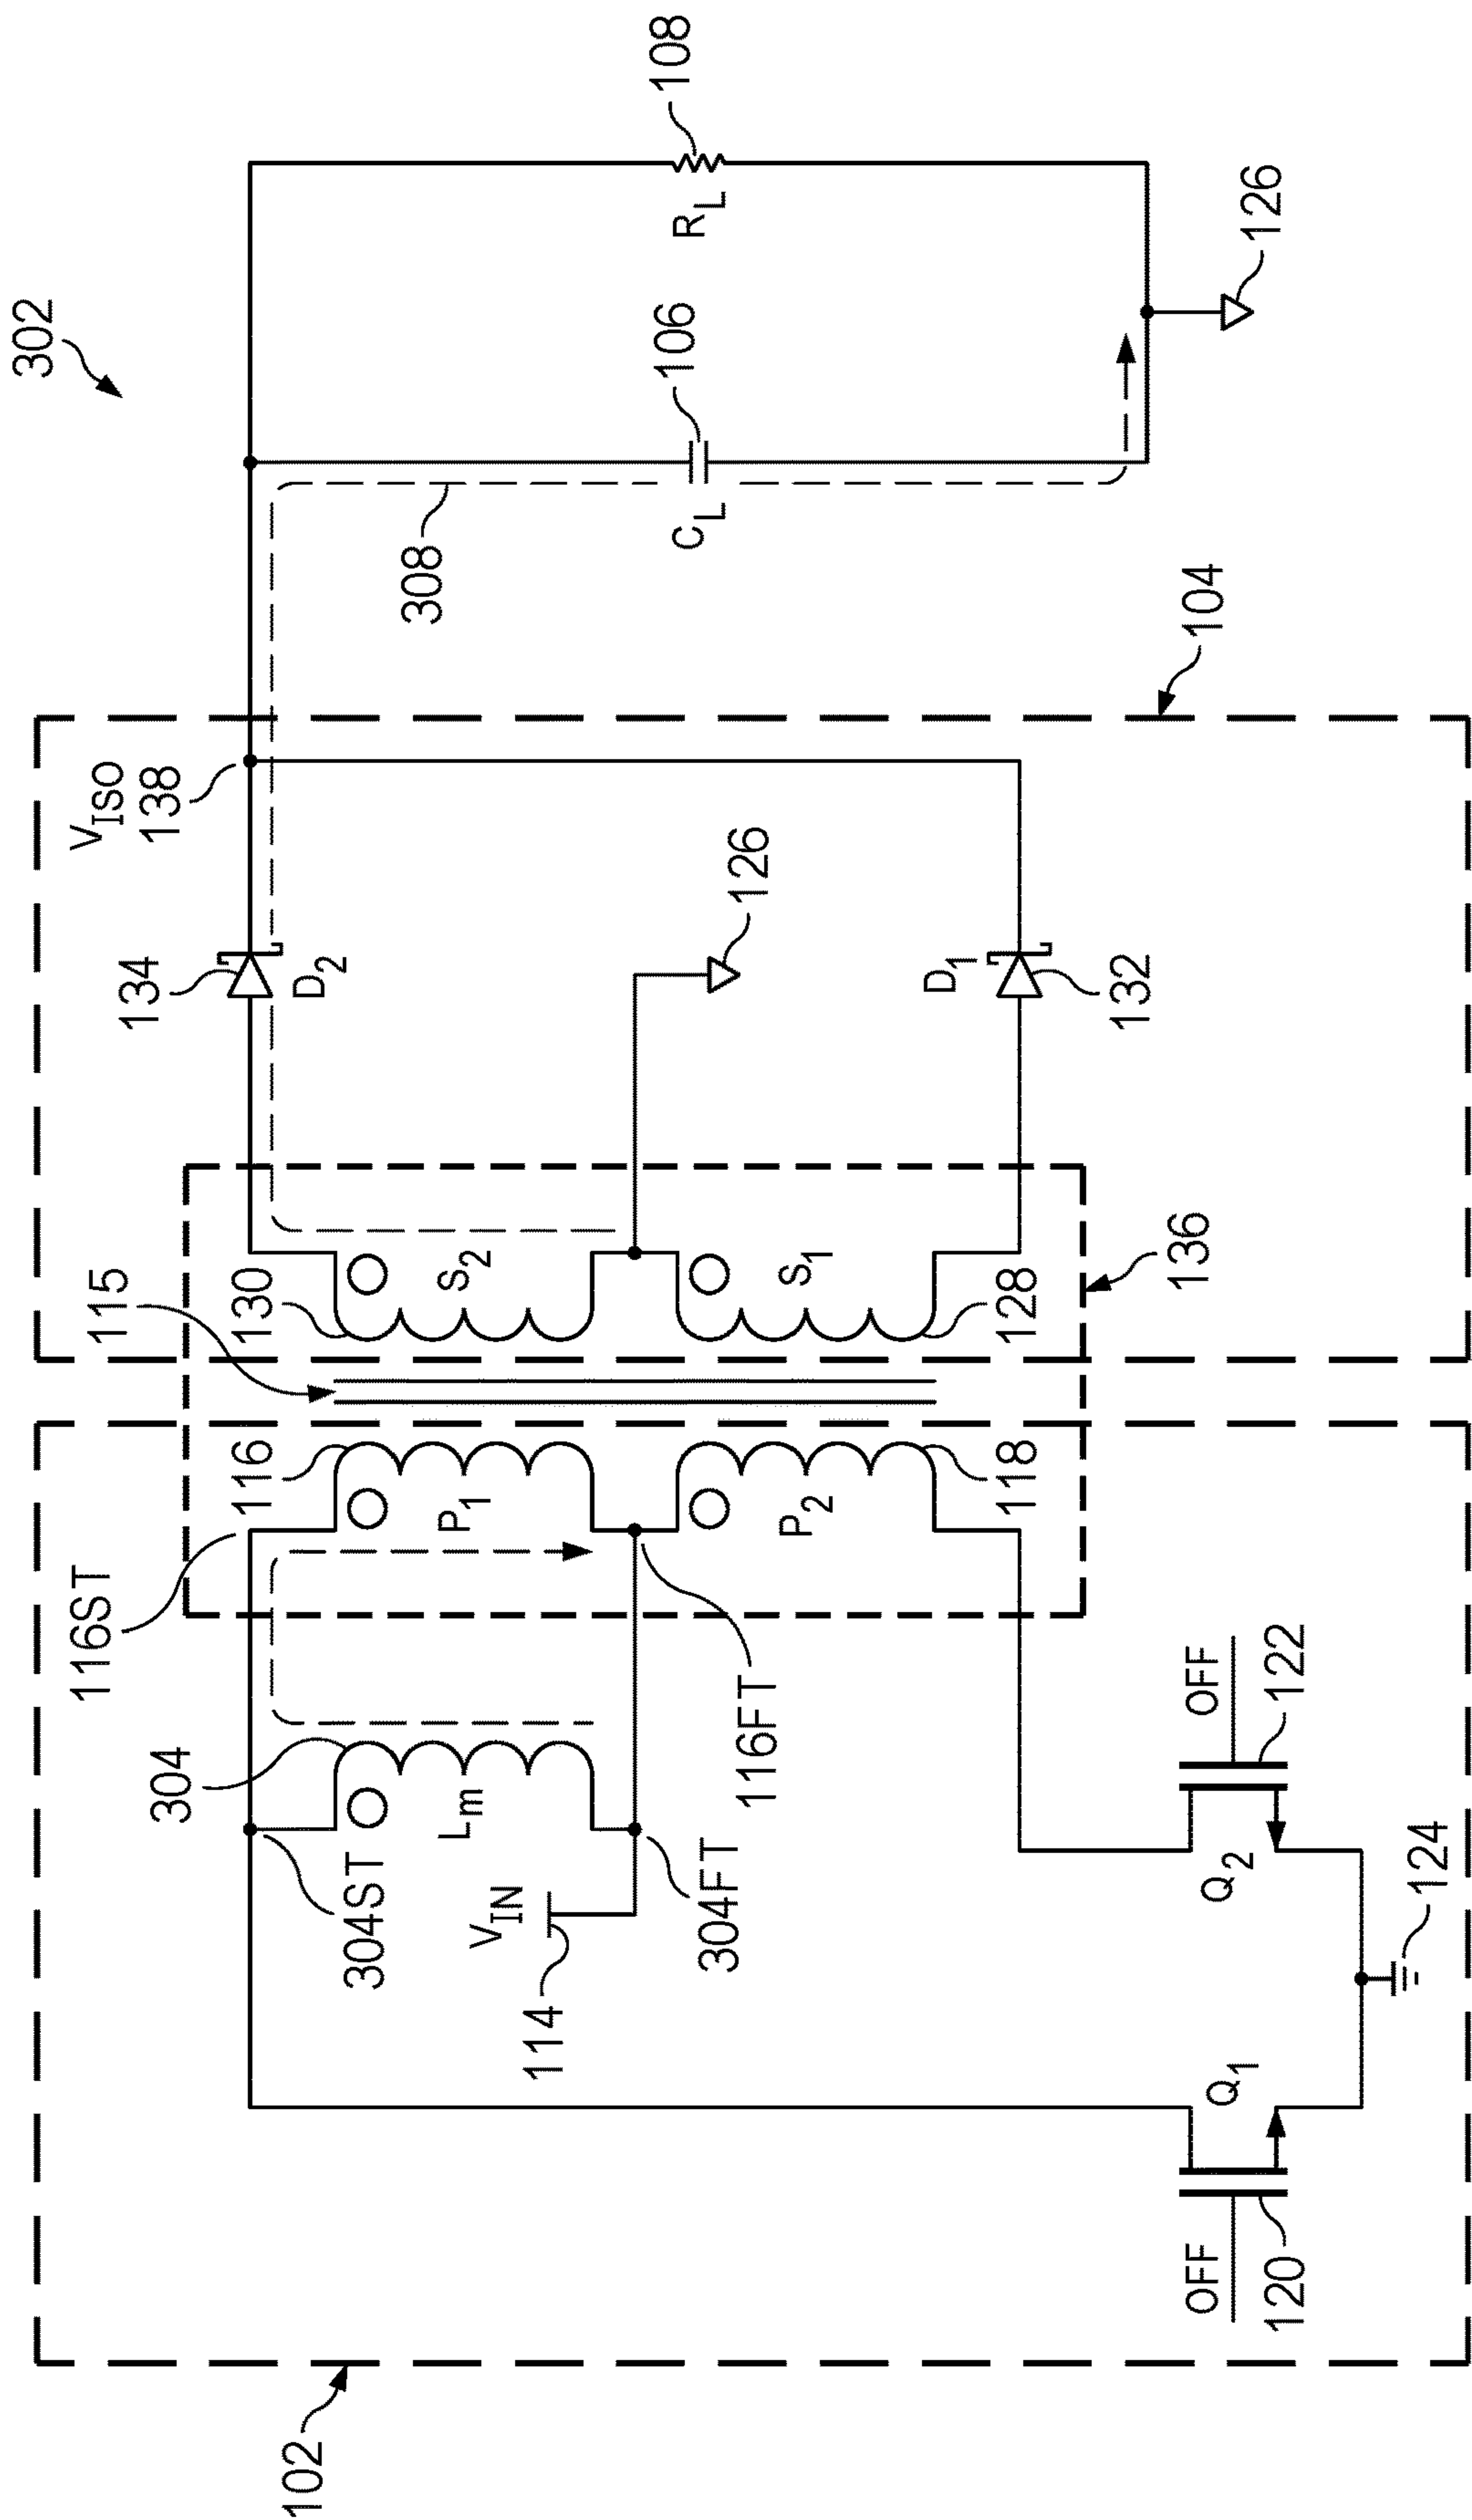 302
102
104
304
116ST
116
115
130
134
V_ISO
138
304ST
L_m
P_1
S_2
D_2
308
C_L
106
R_L
108
V_IN
114
304FT
116FT
126
P_2
118
S_1
128
D_1
132
136
126
Q_1
OFF
120
Q_2
OFF
122
124